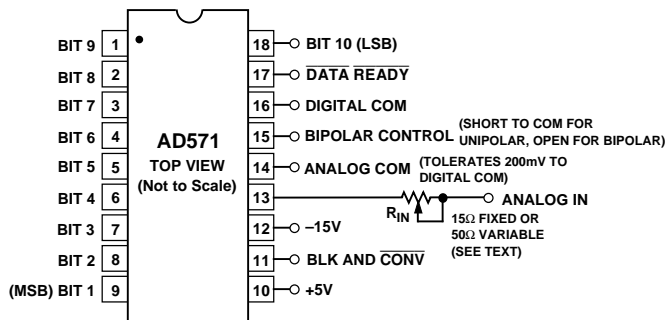 BIT 9 1
BIT 8 2
BIT 7 3
BIT 6 4
BIT 5 5
BIT 4 6
BIT 3 7
BIT 2 8
(MSB) BIT 1 9
AD571
TOP VIEW
(Not to Scale)
18 BIT 10 (LSB)
17 DATA READY
16 DIGITAL COM
15 BIPOLAR CONTROL (SHORT TO COM FOR
UNIPOLAR, OPEN FOR BIPOLAR)
14 ANALOG COM (TOLERATES 200mV TO
DIGITAL COM)
13 ANALOG IN
RIN
15Ω FIXED OR
50Ω VARIABLE
(SEE TEXT)
12 –15V
11 BLK AND CONV
10 +5V